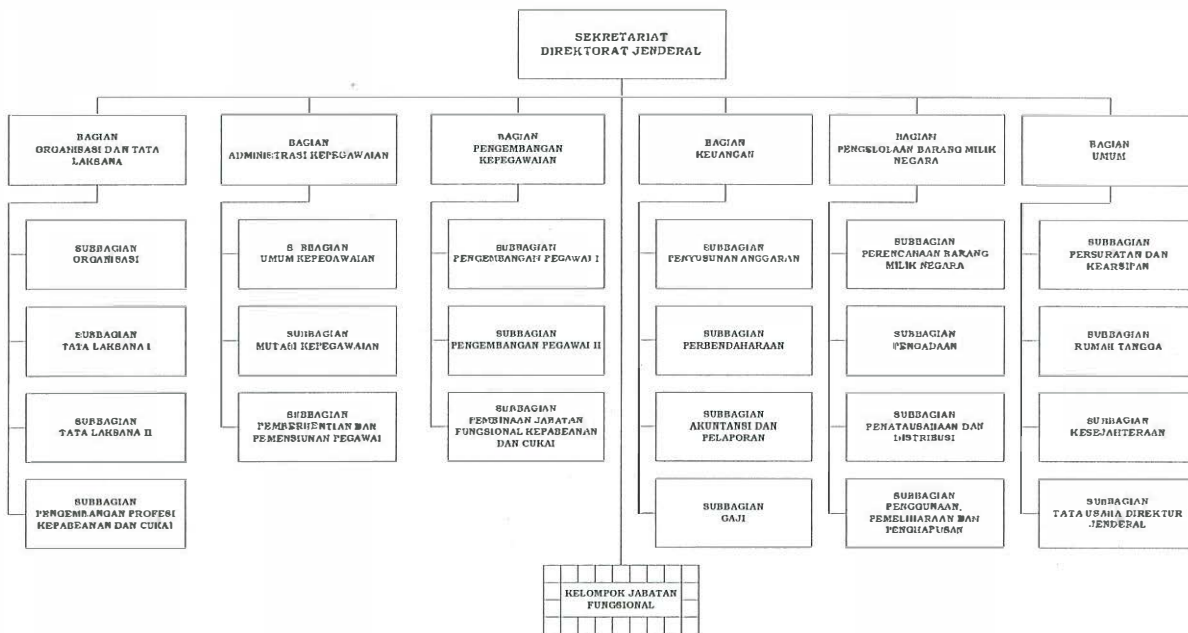 SEKRETARIAT
DIREKTORAT JENDERAL
BAGIAN
ORGANISASI DAN TATA
LAKSANA
BAGIAN
ADMINISTRASI KEPEGAWAIAN
BAGIAN
PENGEMBANGAN
KEPEGAWAIAN
BAGIAN
KEUANGAN
BAGIAN
PENGELOLAAN BARANG MILIK
NEGARA
BAGIAN
UMUM
SUBBAGIAN
ORGANISASI
SUBBAGIAN
TATA LAKSANA I
SUBBAGIAN
TATA LAKSANA II
SUBBAGIAN
PENGEMBANGAN PROFESI
KEPABEANAN DAN CUKAI
S RBAGIAN
UMUM KEPEGAWAIAN
SUBBAGIAN
MUTASI KEPEGAWAIAN
SUBBAGIAN
PEMBERHENTIAN DAN
PEMENSIUNAN PEGAWAI
SUBBAGIAN
PENGEMBANGAN PEGAWAI I
SUBBAGIAN
PENGEMBANGAN PEGAWAI II
SUBBAGIAN
PEMBINAAN JABATAN
FUNGSIONAL KEPABEANAN
DAN CUKAI
SUBBAGIAN
PENYUSUNAN ANGGARAN
SUBBAGIAN
PERBENDAHARAAN
SUBBAGIAN
AKUNTANSI DAN
PELAPORAN
SUBBAGIAN
GAJI
SUBBAGIAN
PERENCANAAN BARANG
MILIK NEGARA
SUBBAGIAN
PENGADAAN
SUBBAGIAN
PENATAUSAHAAN DAN
DISTRIBUSI
SUBBAGIAN
PENGGUNAAN,
PEMELIHARAAN DAN
PENGHAPUSAN
SUBBAGIAN
PERSURATAN DAN
KEARSIPAN
SUBBAGIAN
RUMAH TANGGA
SUBBAGIAN
KESEJAHTERAAN
SUBBAGIAN
TATA USAHA DIREKTUR
JENDERAL
KELOMPOK JABATAN
FUNGSIONAL